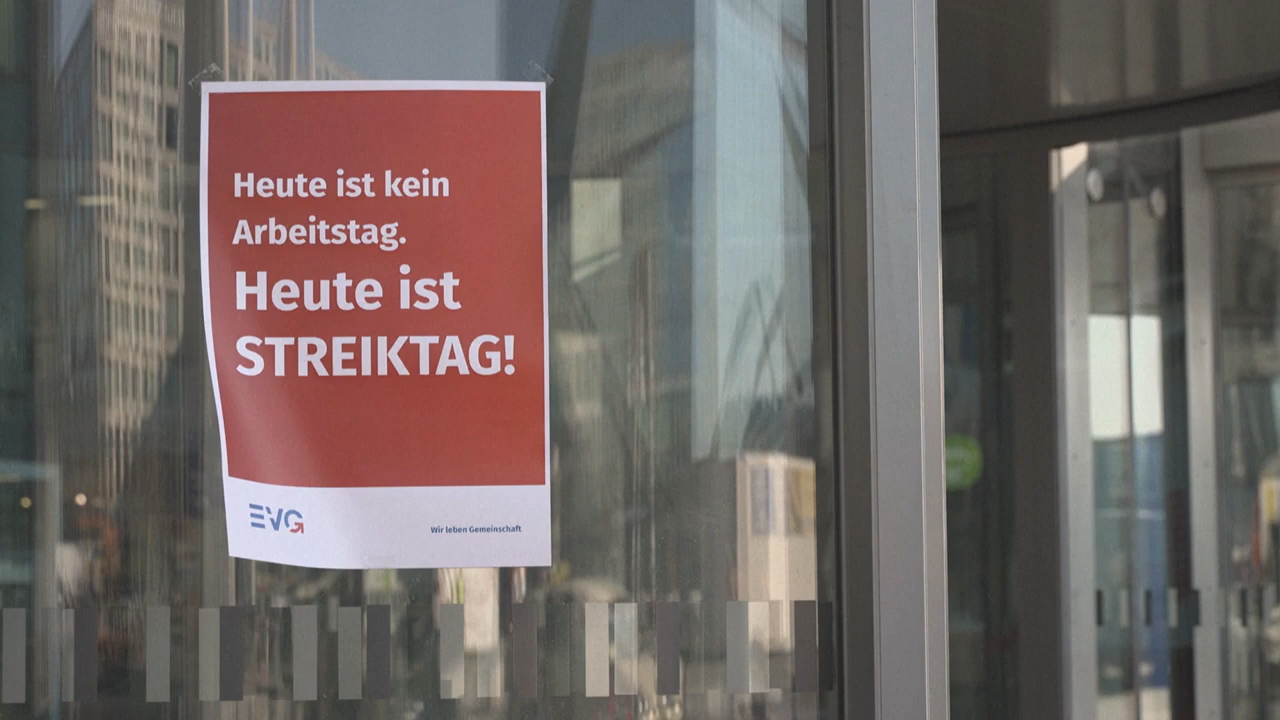 Heute ist kein
Arbeitstag.
Heute ist
STREIKTAG!
EVG
Wir leben Gemeinschaft